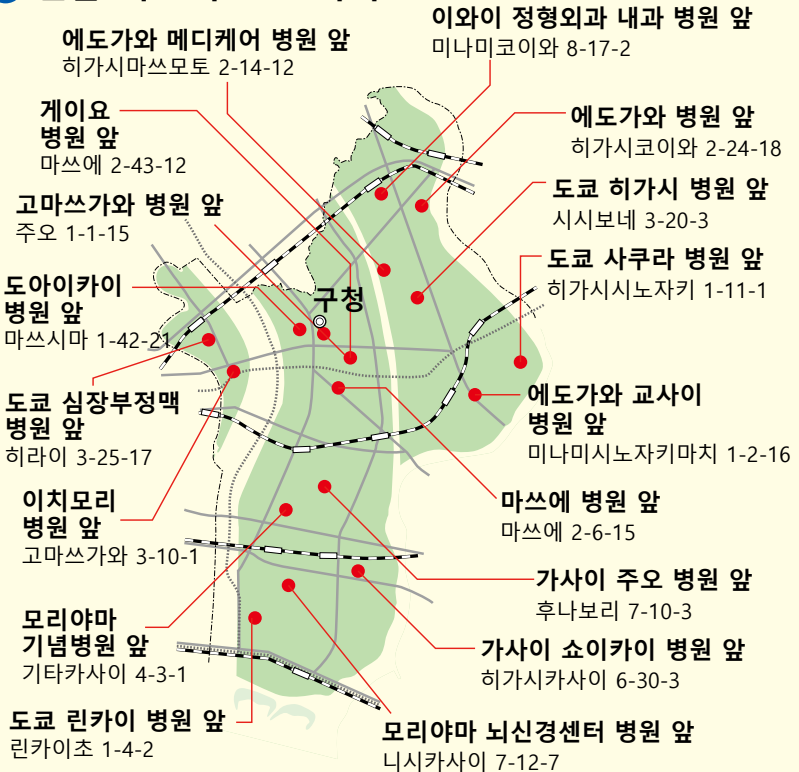 이와이 정형외과 내과 병원 앞
미나미코이와 8-17-2
에도가와 메디케어 병원 앞
히가시마쓰모토 2-14-12
게이요
병원 앞
마쓰에 2-43-12
에도가와 병원 앞
히가시코이와 2-24-18
고마쓰가와 병원 앞
주오 1-1-15
도쿄 히가시 병원 앞
시시보네 3-20-3
도쿄 사쿠라 병원 앞
히가시시노자키 1-11-1
도아이카이
병원 앞
마쓰시마 1-42-21
구청
도쿄 심장부정맥
병원 앞
히라이 3-25-17
에도가와 교사이
병원 앞
미나미시노자키마치 1-2-16
이치모리
병원 앞
고마쓰가와 3-10-1
마쓰에 병원 앞
마쓰에 2-6-15
가사이 주오 병원 앞
후나보리 7-10-3
모리야마
기념병원 앞
기타카사이 4-3-1
가사이 쇼이카이 병원 앞
히가시카사이 6-30-3
도쿄 린카이 병원 앞
린카이초 1-4-2
모리야마 뇌신경센터 병원 앞
니시카사이 7-12-7